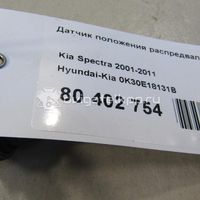 Датчик положения распредвал
Kia Spectra 2001-2011
Hyundai-Kia 0K30E18131B
80 402 754